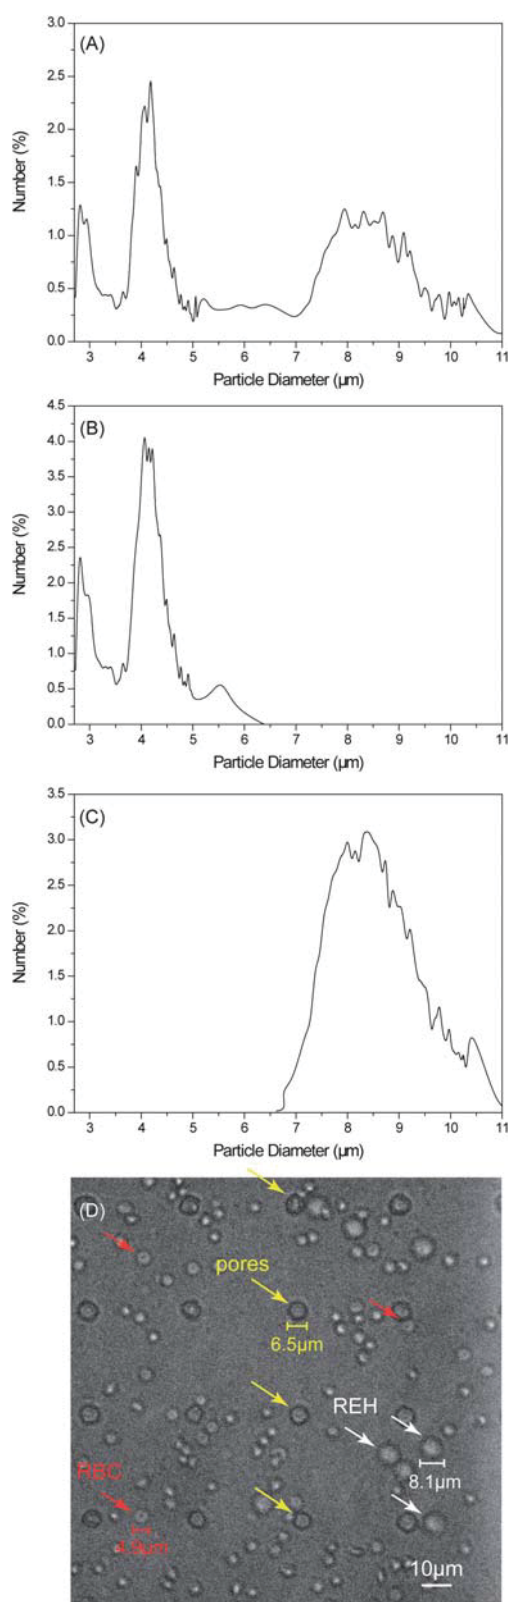 (A)
3.0
2.5
2.0
1.5
1.0
0.5
0.0
Number (%)
3 4 5 6 7 8 9 10 11
Particle Diameter (µm)
(B)
4.5
4.0
3.5
3.0
2.5
2.0
1.5
1.0
0.5
0.0
Number (%)
3 4 5 6 7 8 9 10 11
Particle Diameter (µm)
(C)
3.5
3.0
2.5
2.0
1.5
1.0
0.5
0.0
Number (%)
3 4 5 6 7 8 9 10 11
Particle Diameter (µm)
(D)
pores
6.5µm
REH
8.1µm
RBC
4.9µm
10µm